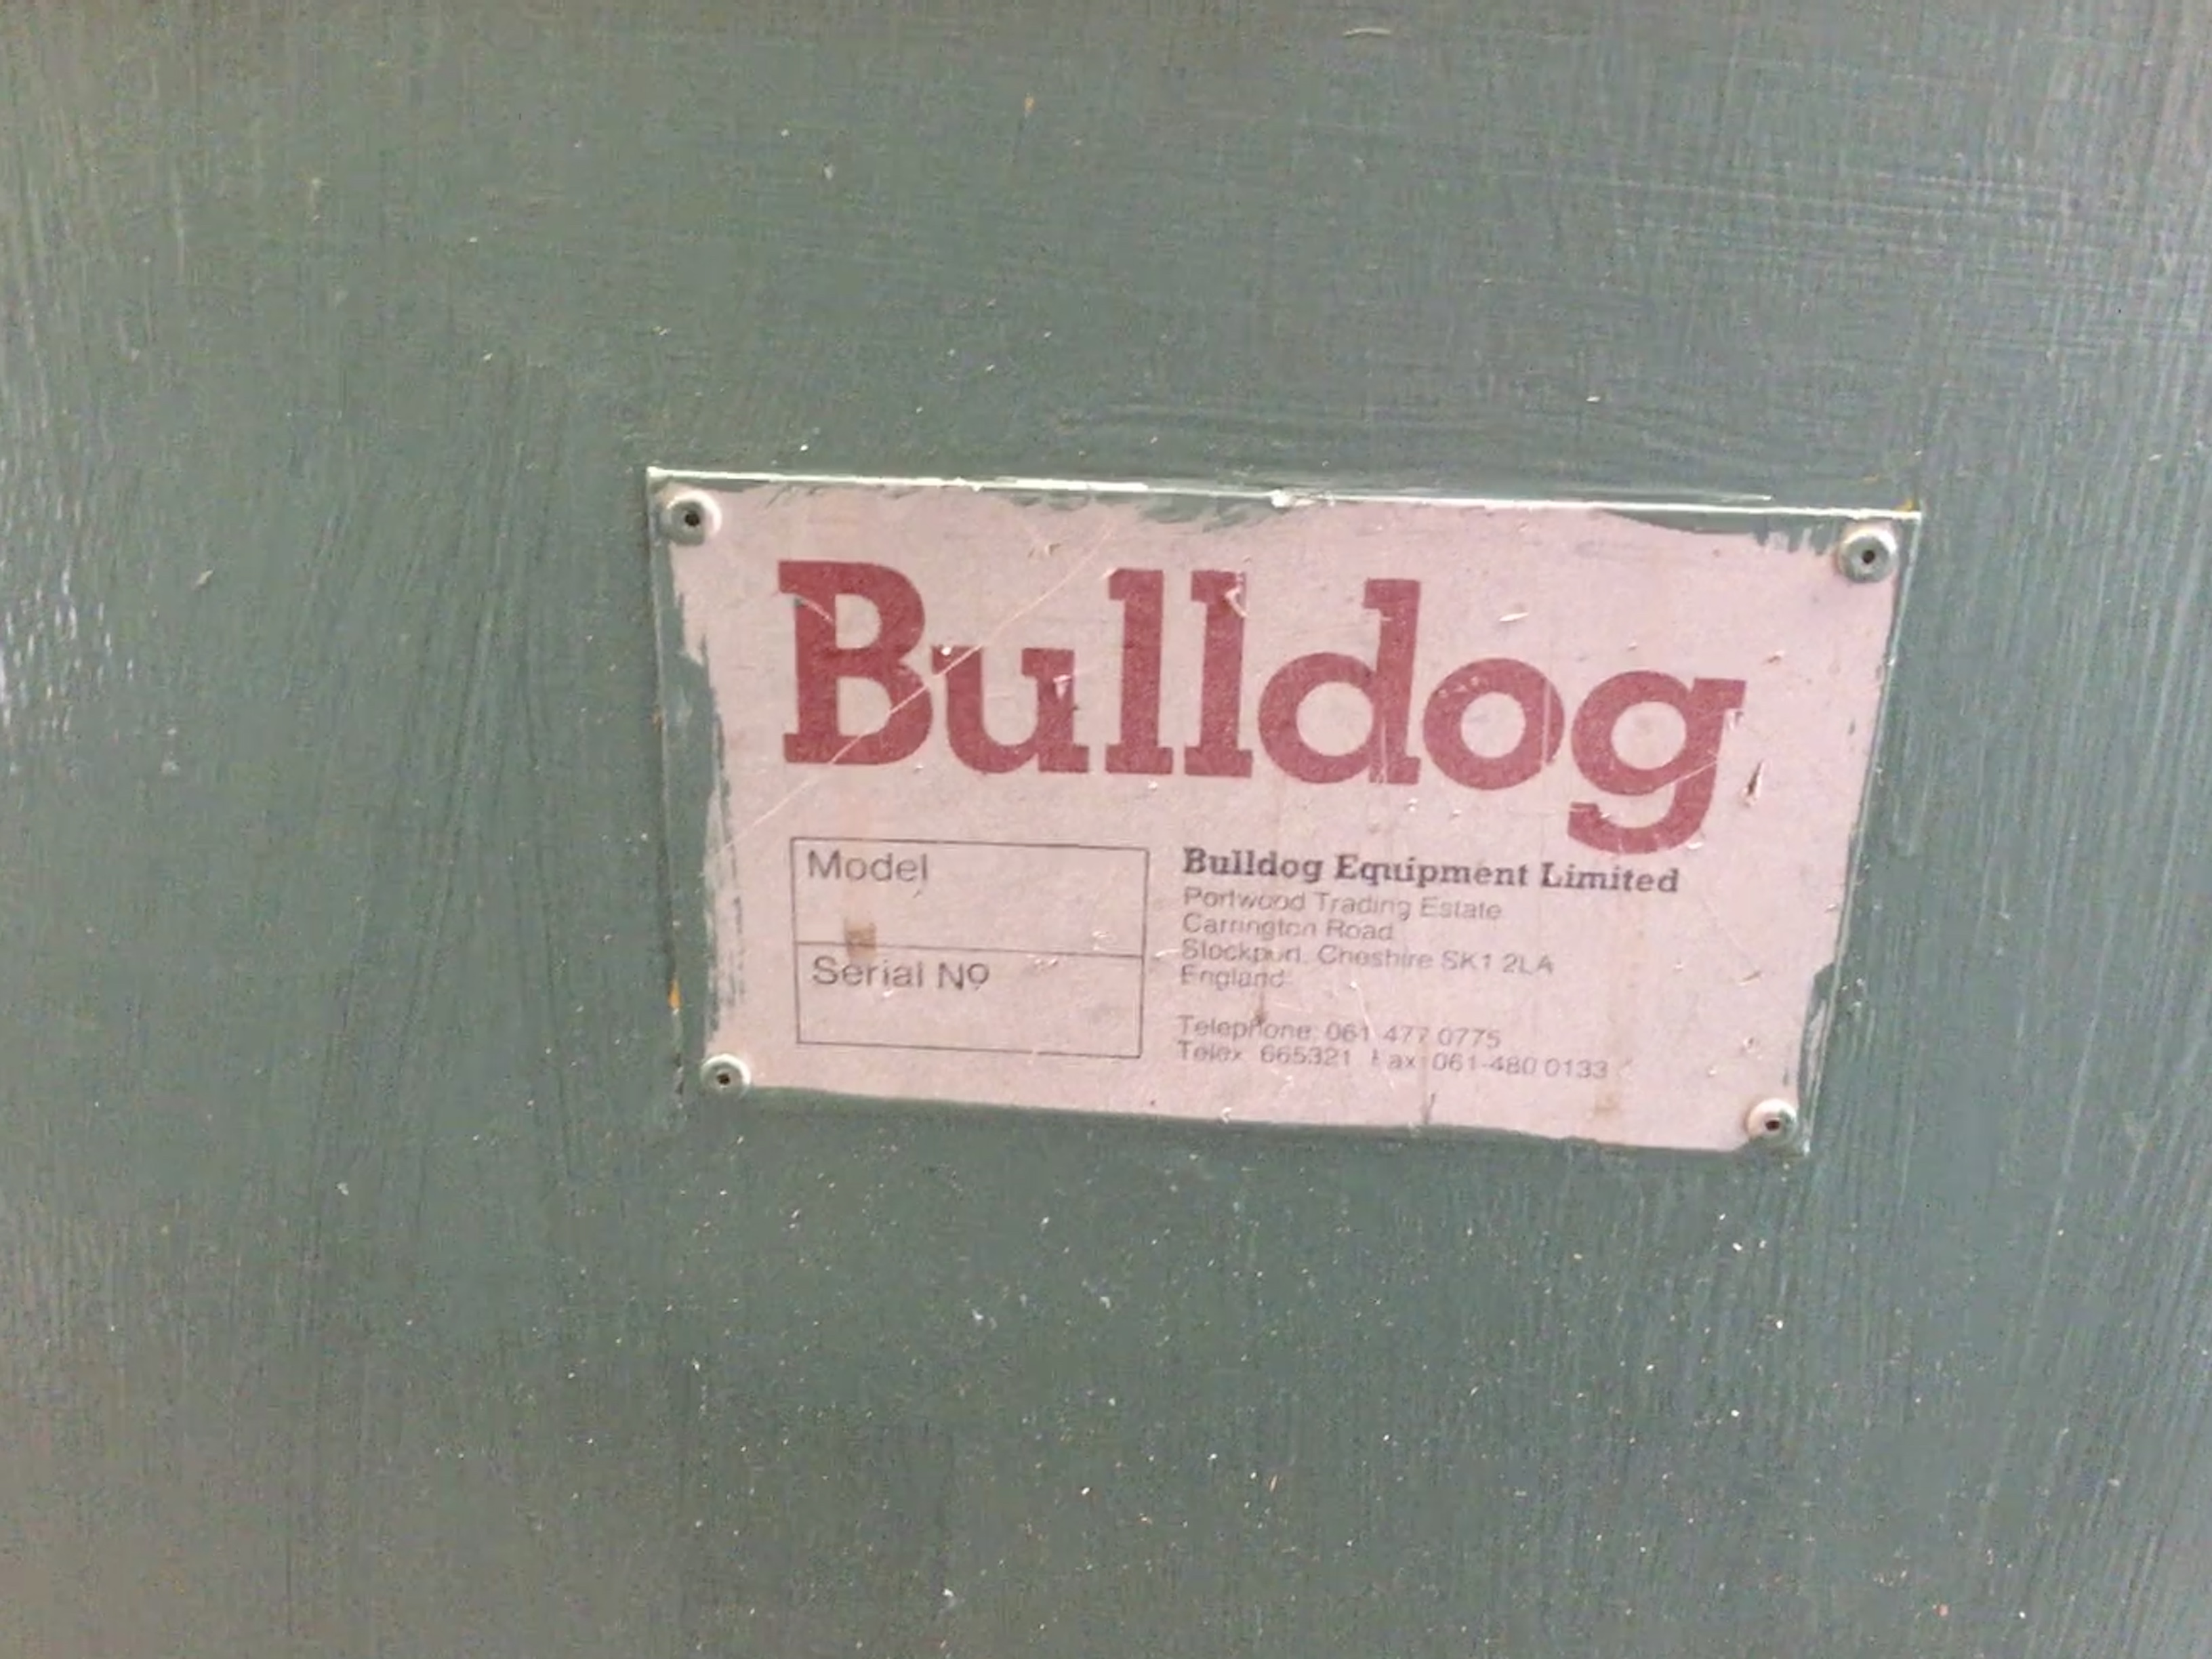 Bulldog
Model
Serial Nº
Bulldog Equipment Limited
Portwood Trading Estate
Carrington Road
Stockport, Cheshire SK1 2LA
England
Telephone: 061 477 0775
Telex 665321 Fax 061-480 0133